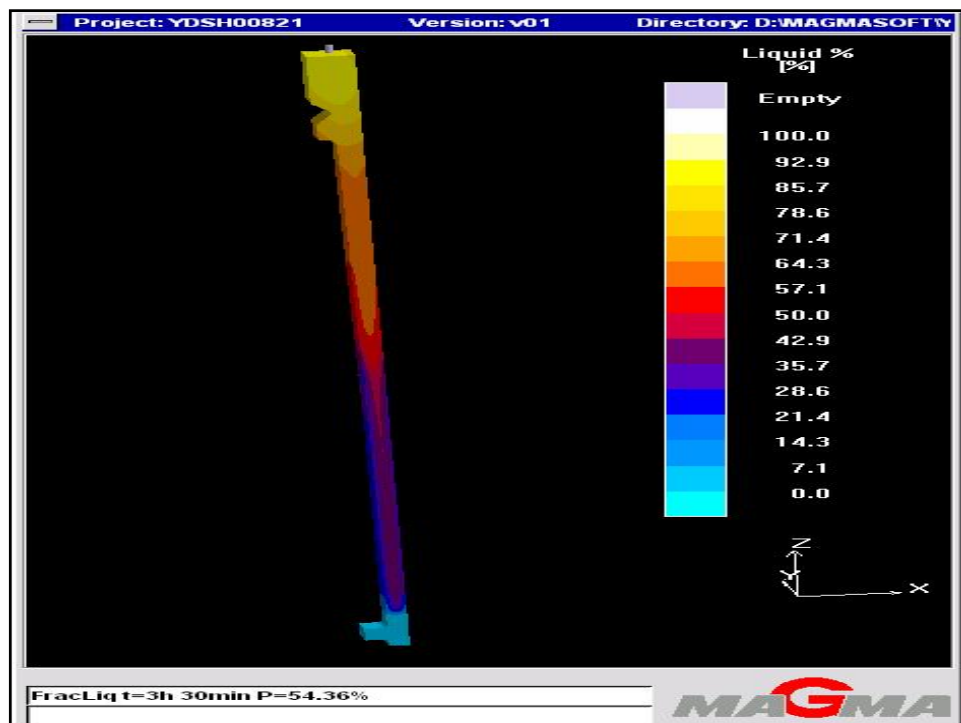 Project: YDSH00821 Version: v01 Directory: D:\MAGMASOFT\Y
Liquid %
[%]
Empty
100.0
92.9
85.7
78.6
71.4
64.3
57.1
50.0
42.9
35.7
28.6
21.4
14.3
7.1
0.0
Z
Y
X
FracLiq t=3h 30min P=54.36%
MAGMA